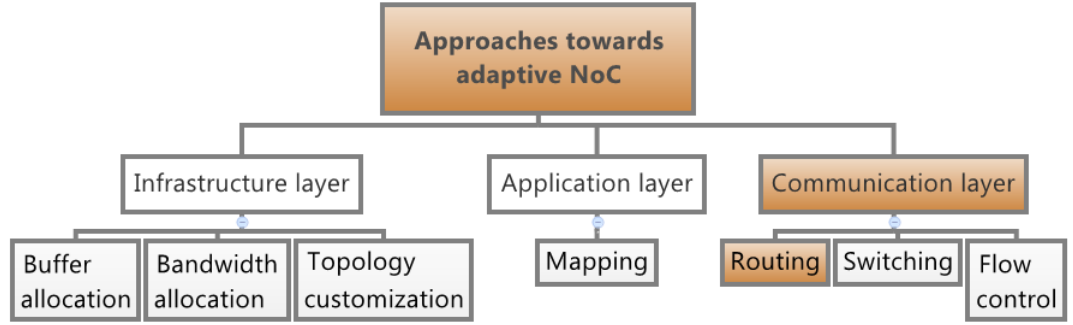 Approaches towards
adaptive NoC
Infrastructure layer
Application layer
Communication layer
Buffer
allocation
Bandwidth
allocation
Topology
customization
Mapping
Routing
Switching
Flow
control